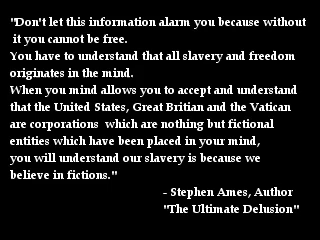 "Don't let this information alarm you because without
it you cannot be free.
You have to understand that all slavery and freedom
originates in the mind.
When you mind allows you to accept and understand
that the United States, Great Britian and the Vatican
are corporations which are nothing but fictional
entities which have been placed in your mind,
you will understand our slavery is because we
believe in fictions."
- Stephen Ames, Author
"The Ultimate Delusion"